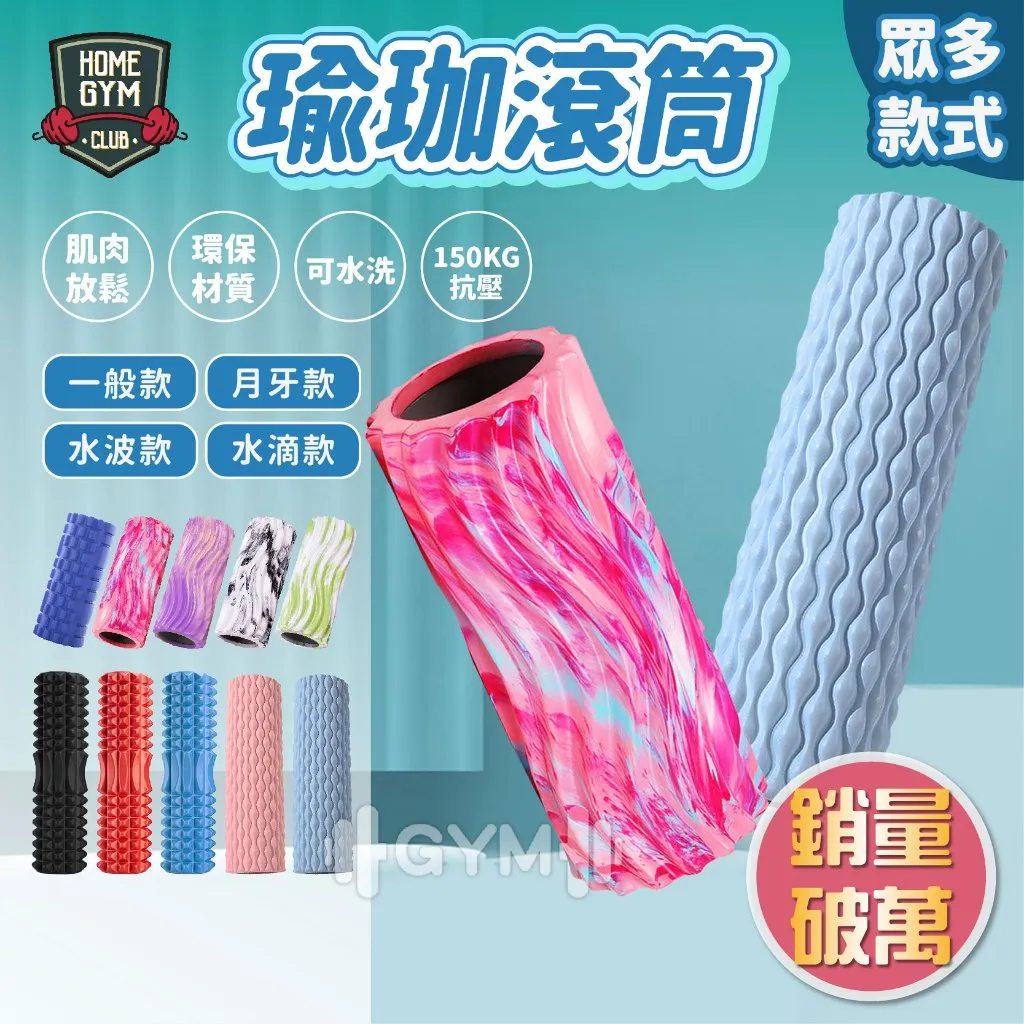 HOME
GYM
CLUB
瑜珈滾筒
眾多
款式
肌肉
放鬆
環保
材質
可水洗
150KG
抗壓
一般款
月牙款
水波款
水滴款
GYM
銷量
破萬